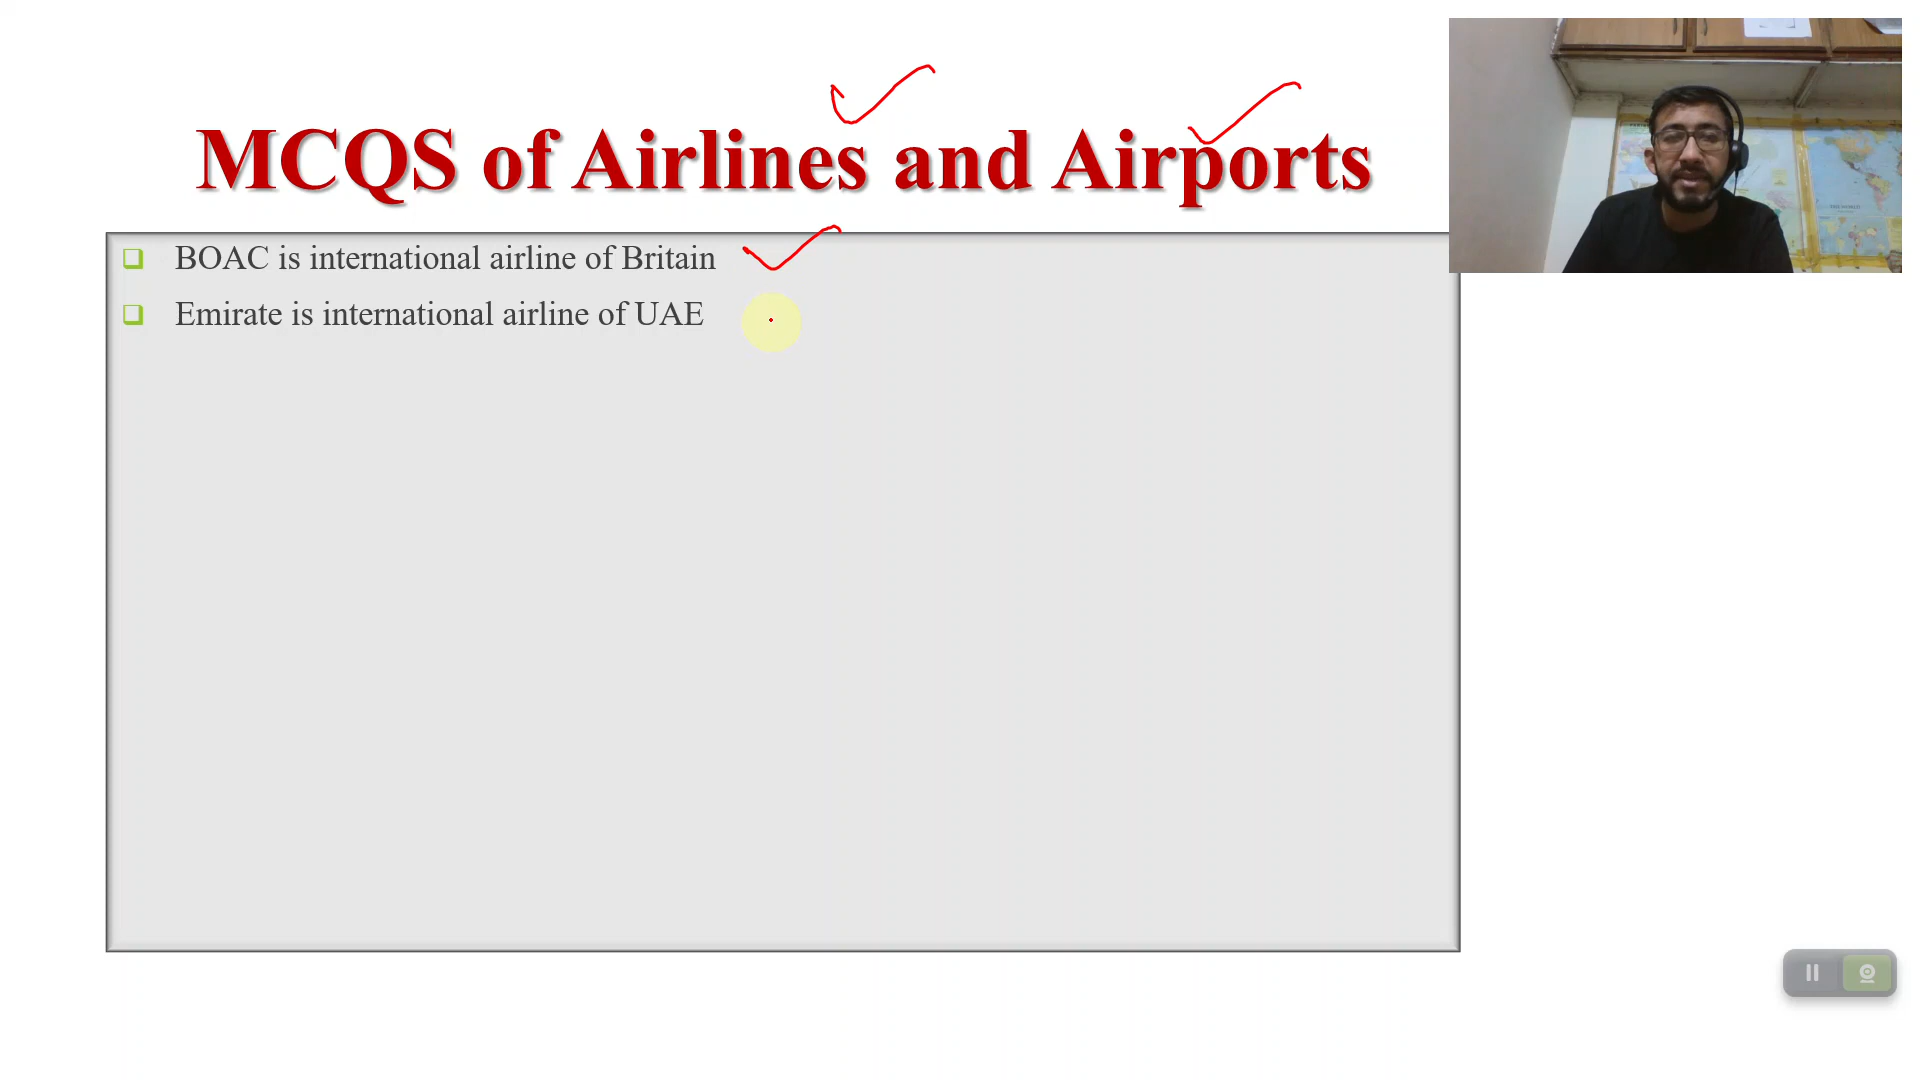 MCQS of Airlines and Airports
BOAC is international airline of Britain
Emirate is international airline of UAE